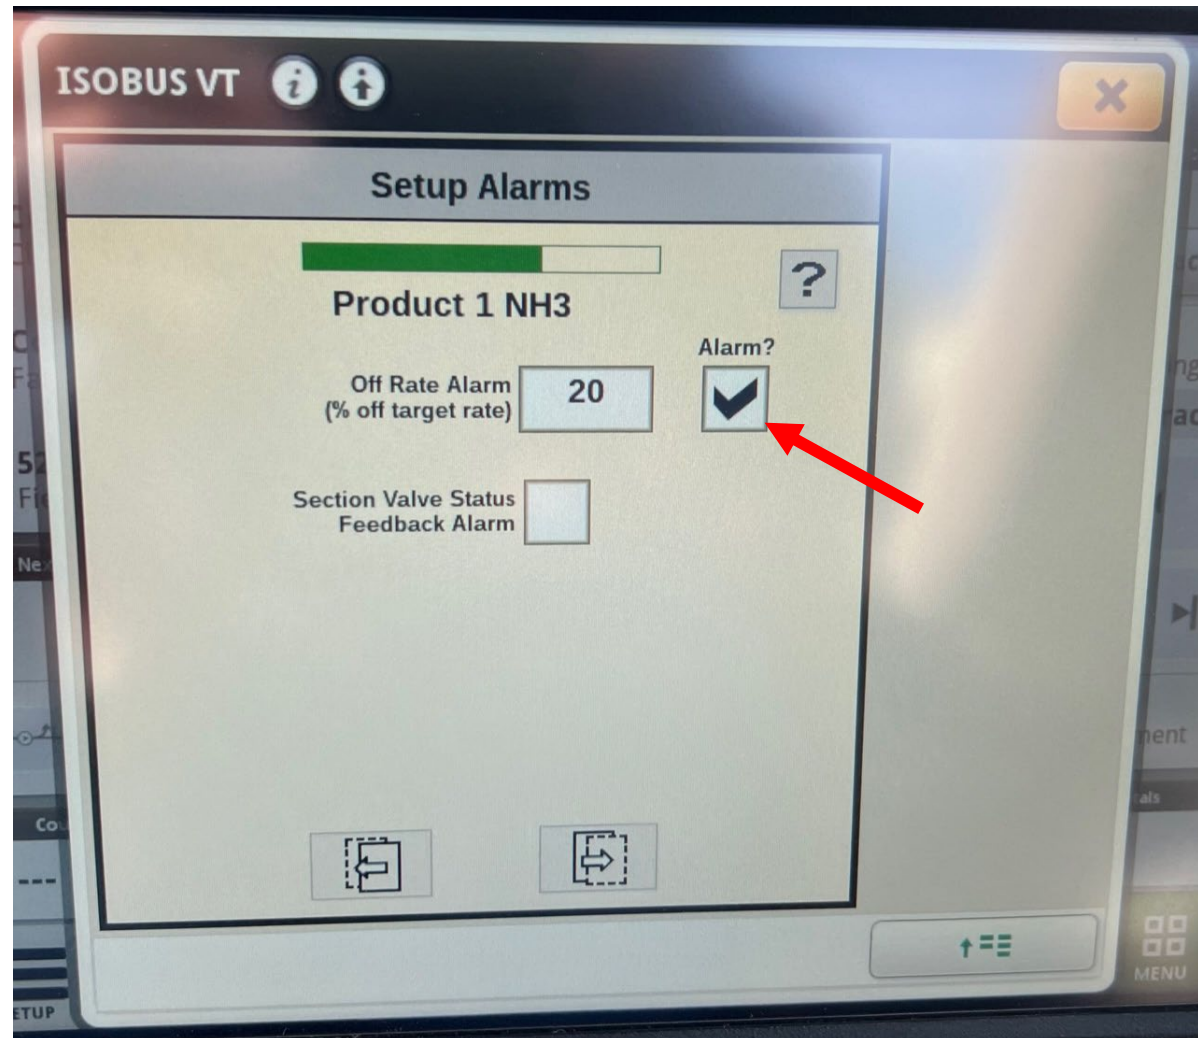 ISOBUS VT
Setup Alarms
?
Product 1 NH3
Alarm?
Off Rate Alarm
(% off target rate)
20
Section Valve Status
Feedback Alarm
52
MENU